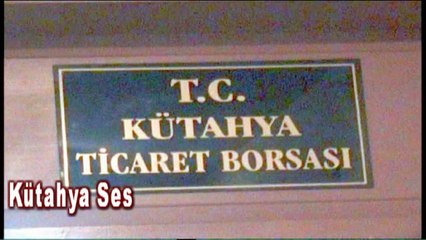 T.C.
KÜTAHYA
TİCARET BORSASI
Kütahya Ses